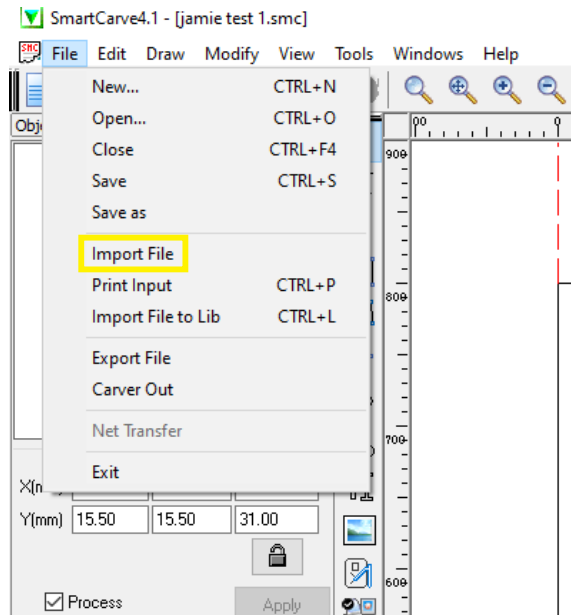 SmartCarve4.1 - [jamie test 1.smc]
SMC File Edit Draw Modify View Tools Windows Help
New... CTRL+N
Open... CTRL+O
Close CTRL+F4
Save CTRL+S
Save as
Import File
Print Input CTRL+P
Import File to Lib CTRL+L
Export File
Carver Out
Net Transfer
Exit
Obj
900
800
700
600
Y(mm) 15.50 15.50 31.00
Process Apply